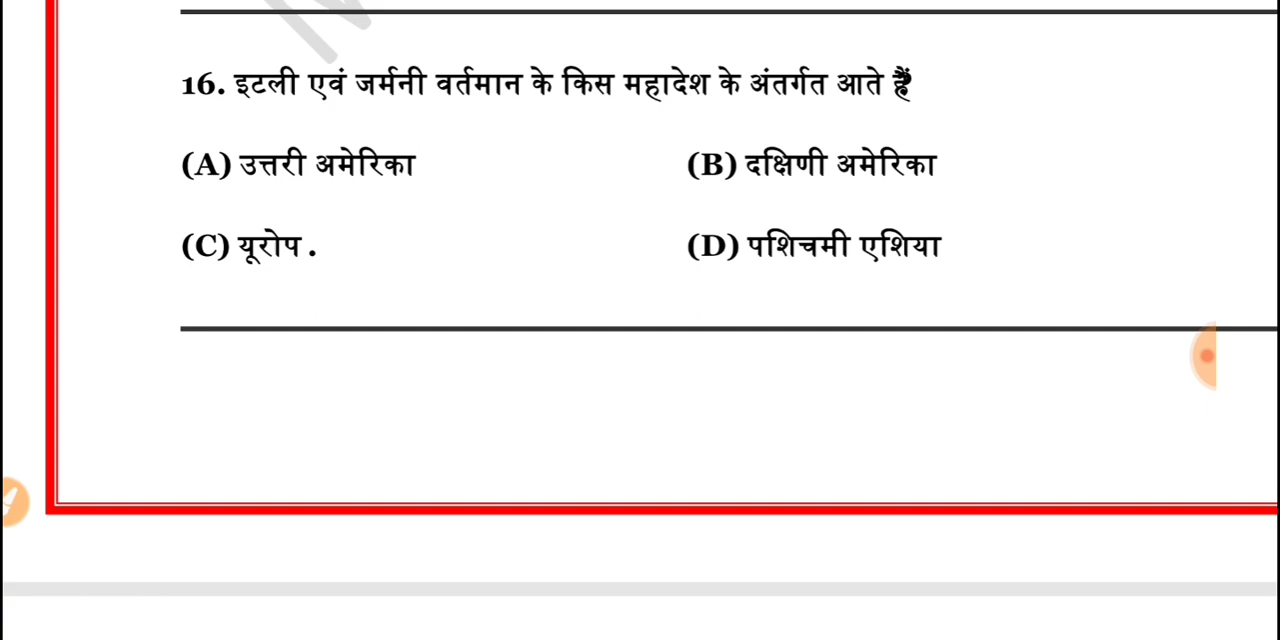 16. इटली एवं जर्मनी वर्तमान के किस महादेश के अंतर्गत आते हैं?
(A) उत्तरी अमेरिका (B) दक्षिणी अमेरिका
(C) यूरोप . (D) पशिचमी एशिया